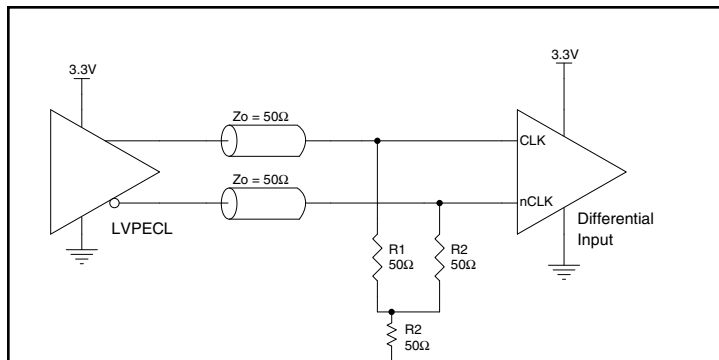 3.3V
3.3V
Zo = 50Ω
CLK
Zo = 50Ω
nCLK
LVPECL
Differential
Input
R1
50Ω
R2
50Ω
R2
50Ω